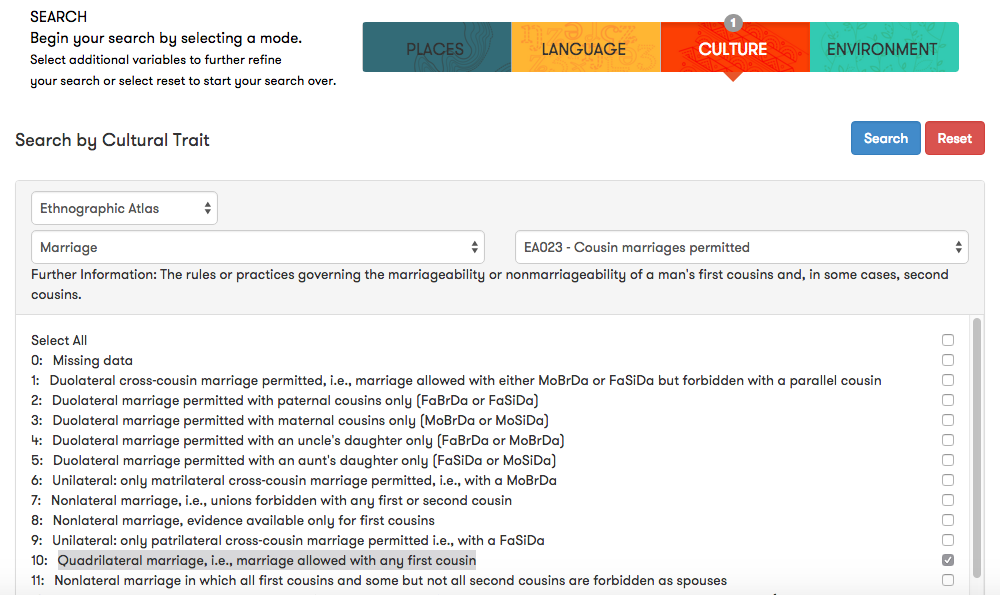 SEARCH
Begin your search by selecting a mode.
Select additional variables to further refine
your search or select reset to start your search over.
PLACES
LANGUAGE
1
CULTURE
ENVIRONMENT
Search by Cultural Trait
Search
Reset
Ethnographic Atlas
Marriage
EA023 - Cousin marriages permitted
Further Information: The rules or practices governing the marriageability or nonmarriageability of a man's first cousins and, in some cases, second
cousins.
Select All
0: Missing data
1: Duolateral cross-cousin marriage permitted, i.e., marriage allowed with either MoBrDa or FaSiDa but forbidden with a parallel cousin
2: Duolateral marriage permitted with paternal cousins only (FaBrDa or FaSiDa)
3: Duolateral marriage permitted with maternal cousins only (MoBrDa or MoSiDa)
4: Duolateral marriage permitted with an uncle's daughter only (FaBrDa or MoBrDa)
5: Duolateral marriage permitted with an aunt's daughter only (FaSiDa or MoSiDa)
6: Unilateral: only matrilateral cross-cousin marriage permitted, i.e., with a MoBrDa
7: Nonlateral marriage, i.e., unions forbidden with any first or second cousin
8: Nonlateral marriage, evidence available only for first cousins
9: Unilateral: only patrilateral cross-cousin marriage permitted i.e., with a FaSiDa
10: Quadrilateral marriage, i.e., marriage allowed with any first cousin
11: Nonlateral marriage in which all first cousins and some but not all second cousins are forbidden as spouses